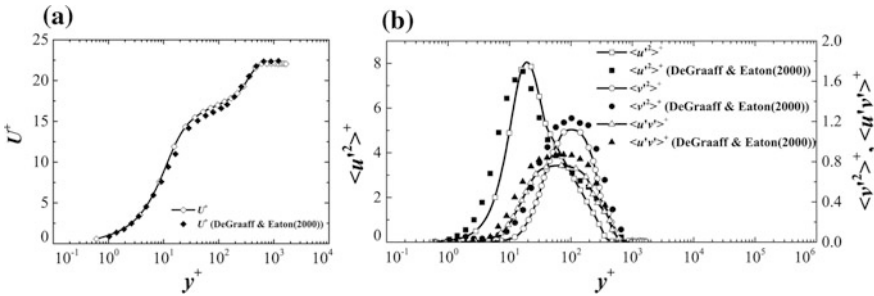 (a)
25
20
15
10
5
0
U⁺
U⁺
U⁺ (DeGraaff & Eaton(2000))
10⁻¹ 10⁰ 10¹ 10² 10³ 10⁴
y⁺
(b)
8
6
4
2
0
<u'²>⁺
<u'²>⁺
<u'²>⁺ (DeGraaff & Eaton(2000))
<v'²>⁺
<v'²>⁺ (DeGraaff & Eaton(2000))
<u'v'>⁺
<u'v'>⁺ (DeGraaff & Eaton(2000))
2.0
1.6
1.2
0.8
0.4
0.0
<v'²>⁺, <u'v'>⁺
10⁻¹ 10⁰ 10¹ 10² 10³ 10⁴ 10⁵ 10⁶
y⁺